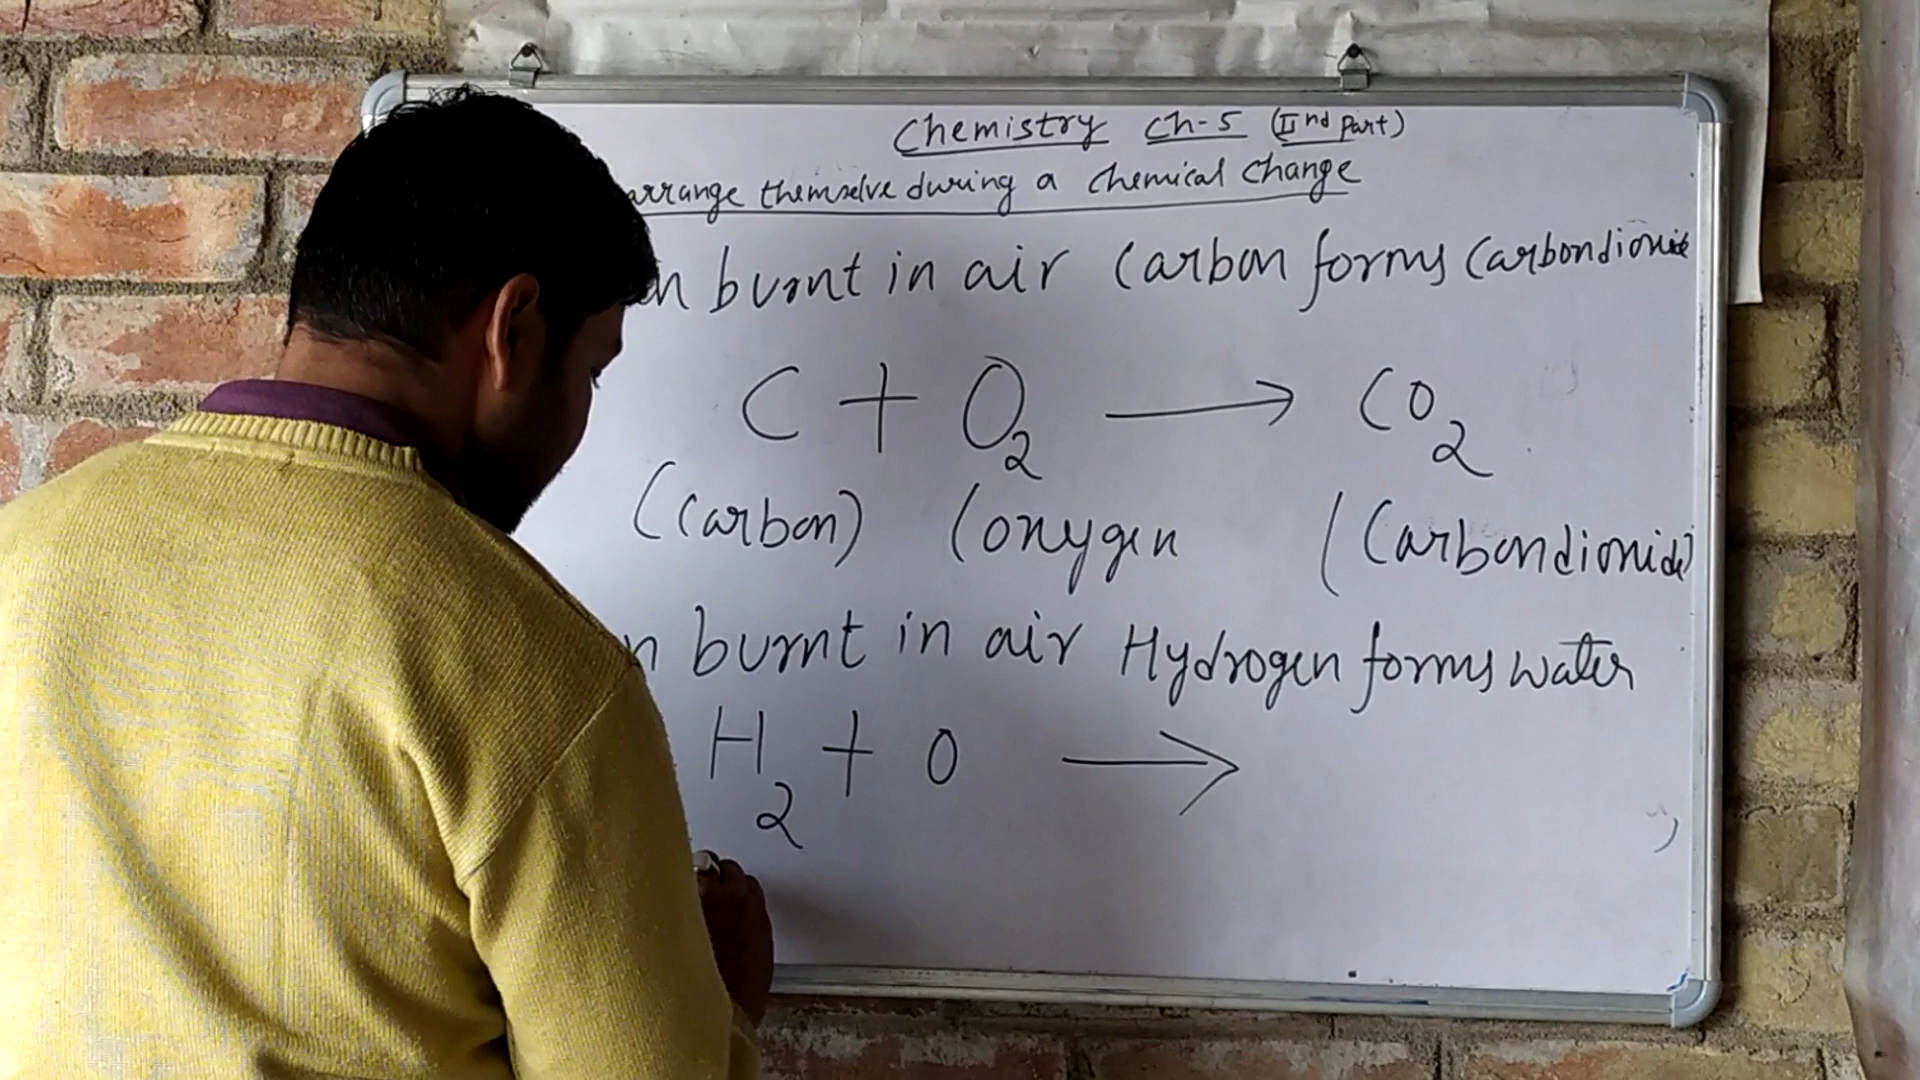 Chemistry Ch-5 (IInd Part)
arrange themselve during a chemical change
n burnt in air Carbon forms Carbondioxide
C + O2 → CO2
(Carbon) (oxygen (Carbondioxide)
n burnt in air Hydrogen forms water
H2 + O →